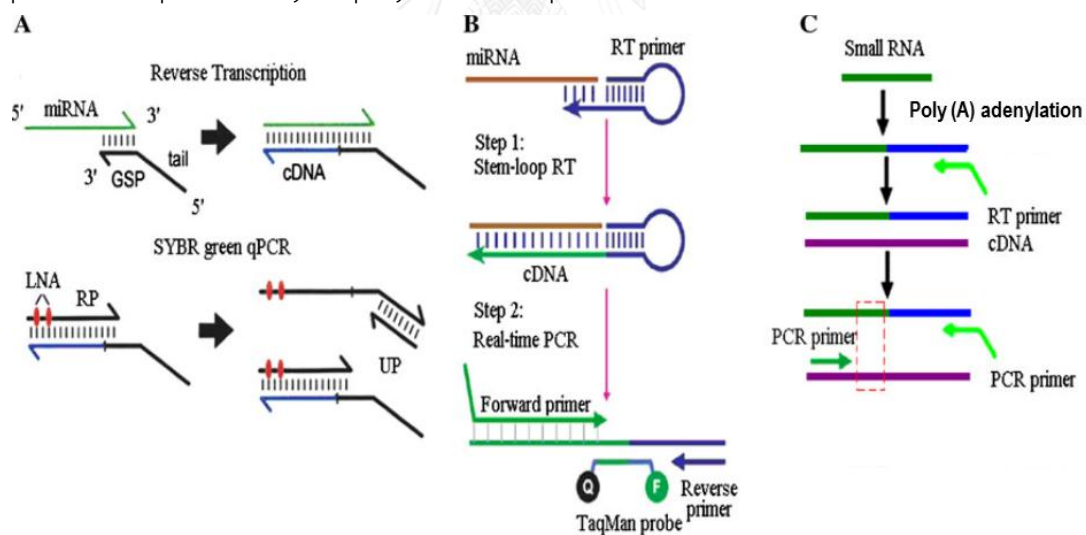 A
Reverse Transcription
5'
miRNA
3'
3'
GSP
tail
5'
cDNA
SYBR green qPCR
LNA
RP
UP
B
miRNA
RT primer
Step 1:
Stem-loop RT
cDNA
Step 2:
Real-time PCR
Forward primer
Q
F
Reverse
primer
TaqMan probe
C
Small RNA
Poly (A) adenylation
RT primer
cDNA
PCR primer
PCR primer